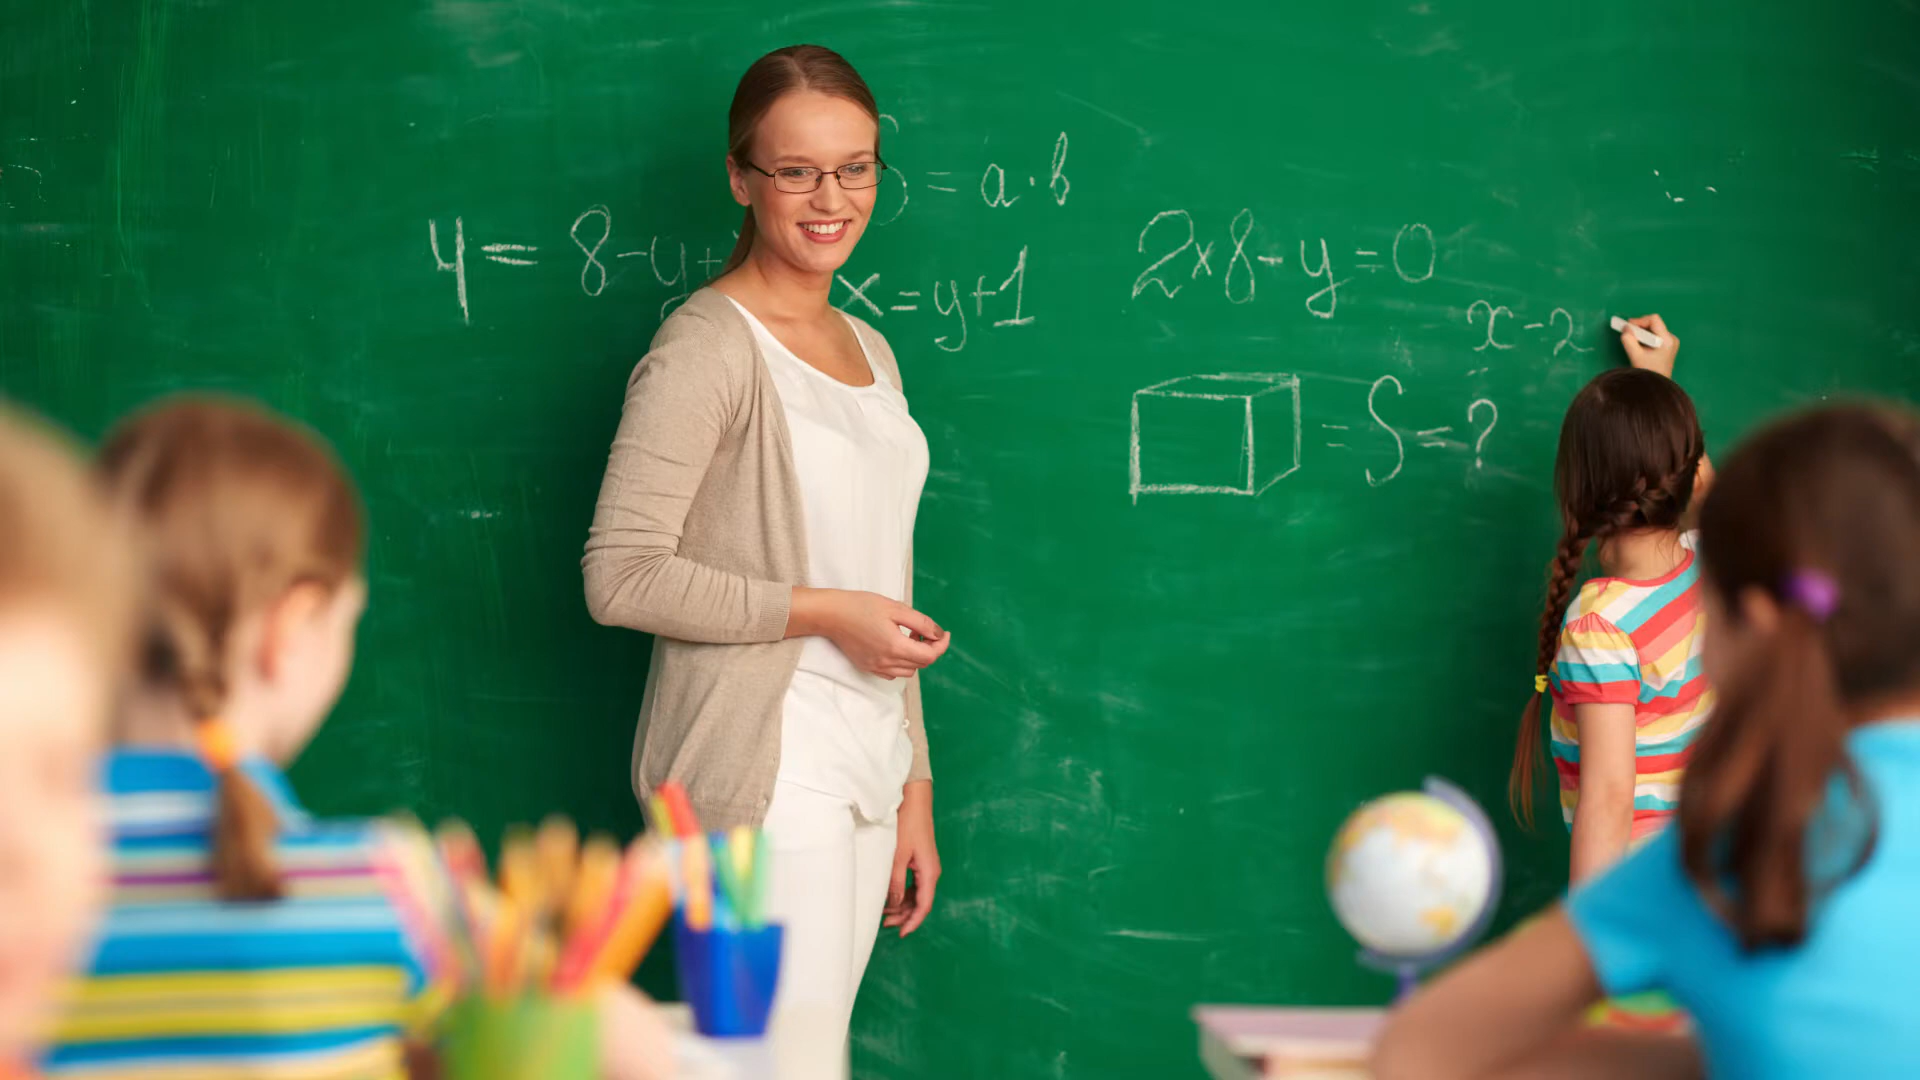 = a·b
4 = 8-y+
x = y+1
2x8-y=0
x-2
= S = ?